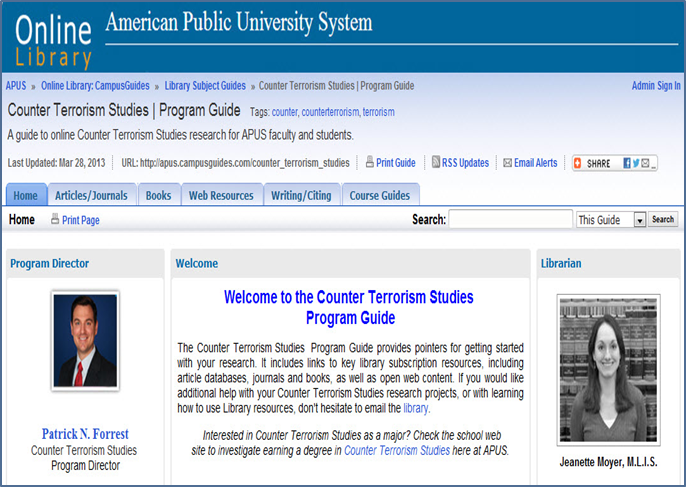 Online
Library
American Public University System
APUS » Online Library: CampusGuides » Library Subject Guides » Counter Terrorism Studies | Program Guide
Admin Sign In
Counter Terrorism Studies | Program Guide Tags: counter, counterterrorism, terrorism
A guide to online Counter Terrorism Studies research for APUS faculty and students.
Last Updated: Mar 28, 2013 URL: http://apus.campusguides.com/counter_terrorism_studies Print Guide RSS Updates Email Alerts SHARE
Home Articles/Journals Books Web Resources Writing/Citing Course Guides
Home Print Page Search: This Guide Search
Program Director
Patrick N. Forrest
Counter Terrorism Studies
Program Director
Welcome
Welcome to the Counter Terrorism Studies
Program Guide
The Counter Terrorism Studies Program Guide provides pointers for getting started
with your research. It includes links to key library subscription resources, including
article databases, journals and books, as well as open web content. If you would like
additional help with your Counter Terrorism Studies research projects, or with learning
how to use Library resources, don't hesitate to email the library.
Interested in Counter Terrorism Studies as a major? Check the school web
site to investigate earning a degree in Counter Terrorism Studies here at APUS.
Librarian
Jeanette Moyer, M.L.I.S.